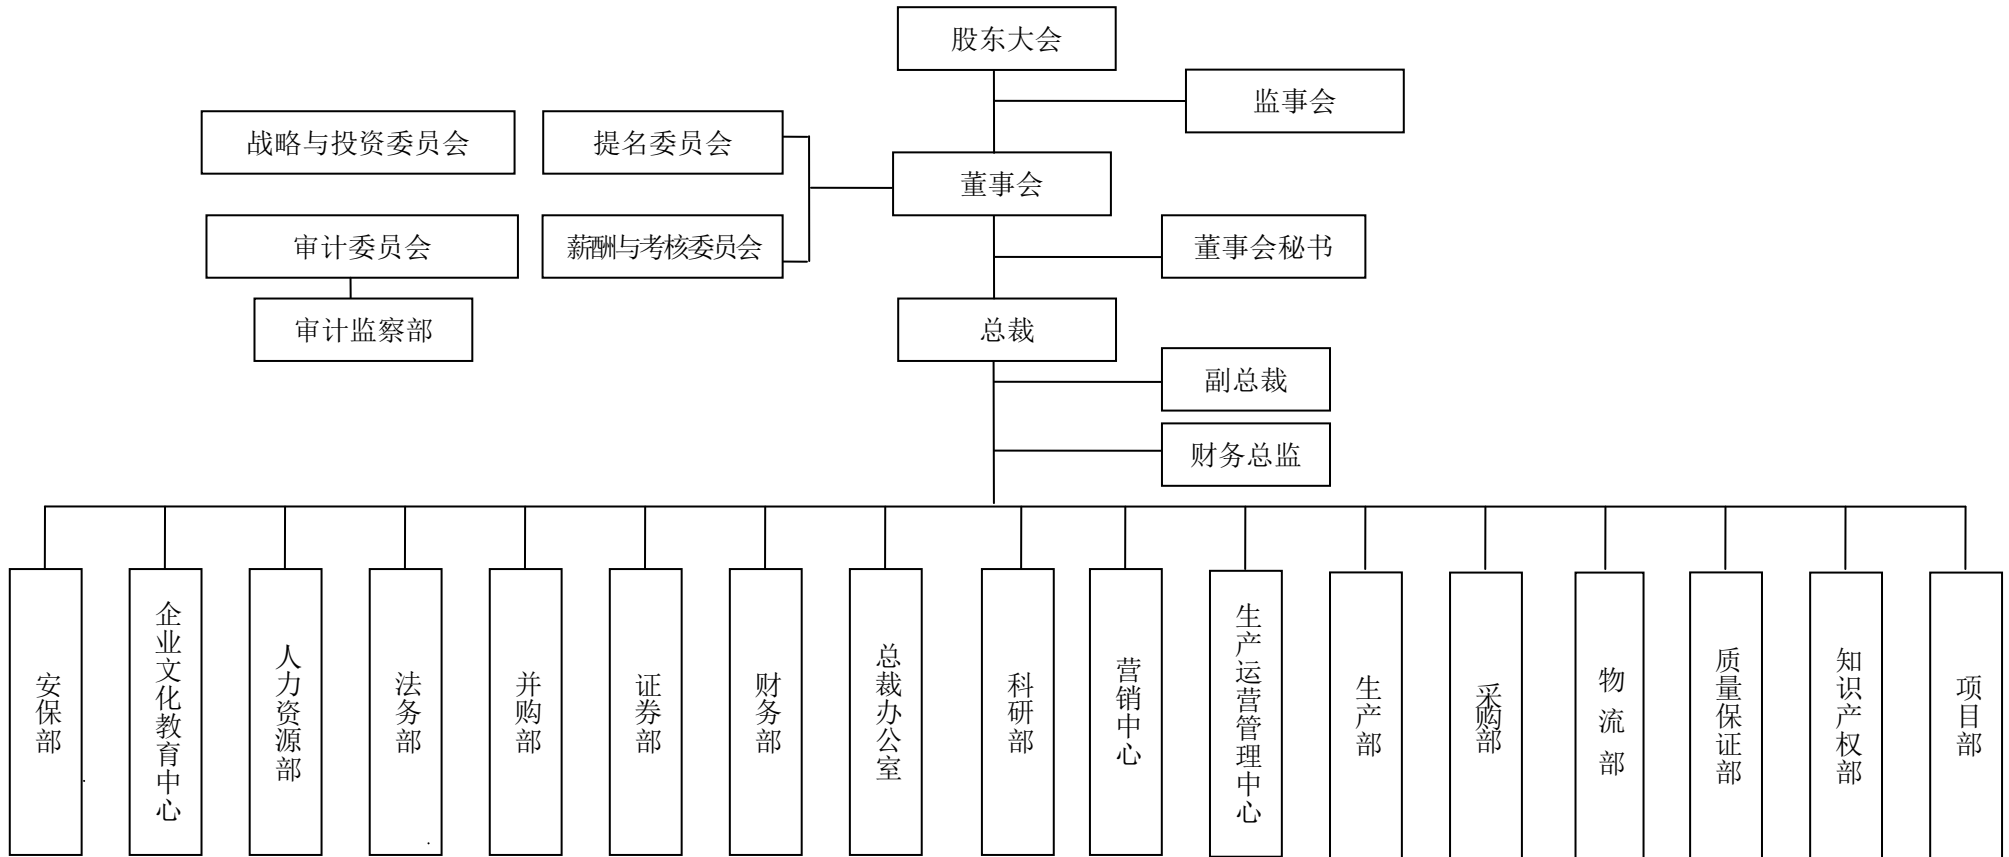 股东大会
监事会
战略与投资委员会
提名委员会
董事会
审计委员会
薪酬与考核委员会
董事会秘书
审计监察部
总裁
副总裁
财务总监
安保部
企业文化教育中心
人力资源部
法务部
并购部
证券部
财务部
总裁办公室
科研部
营销中心
生产运营管理中心
生产部
采购部
物流部
质量保证部
知识产权部
项目部